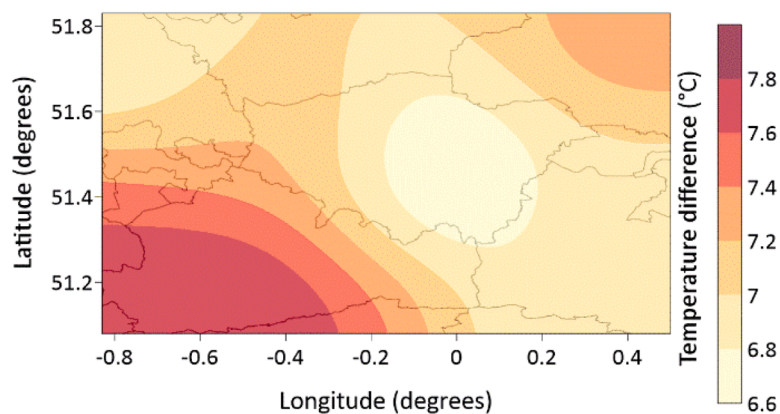 51.8
51.6
51.4
51.2
Latitude (degrees)
-0.8 -0.6 -0.4 -0.2 0 0.2 0.4
Longitude (degrees)
Temperature difference (°C)
7.8
7.6
7.4
7.2
7
6.8
6.6